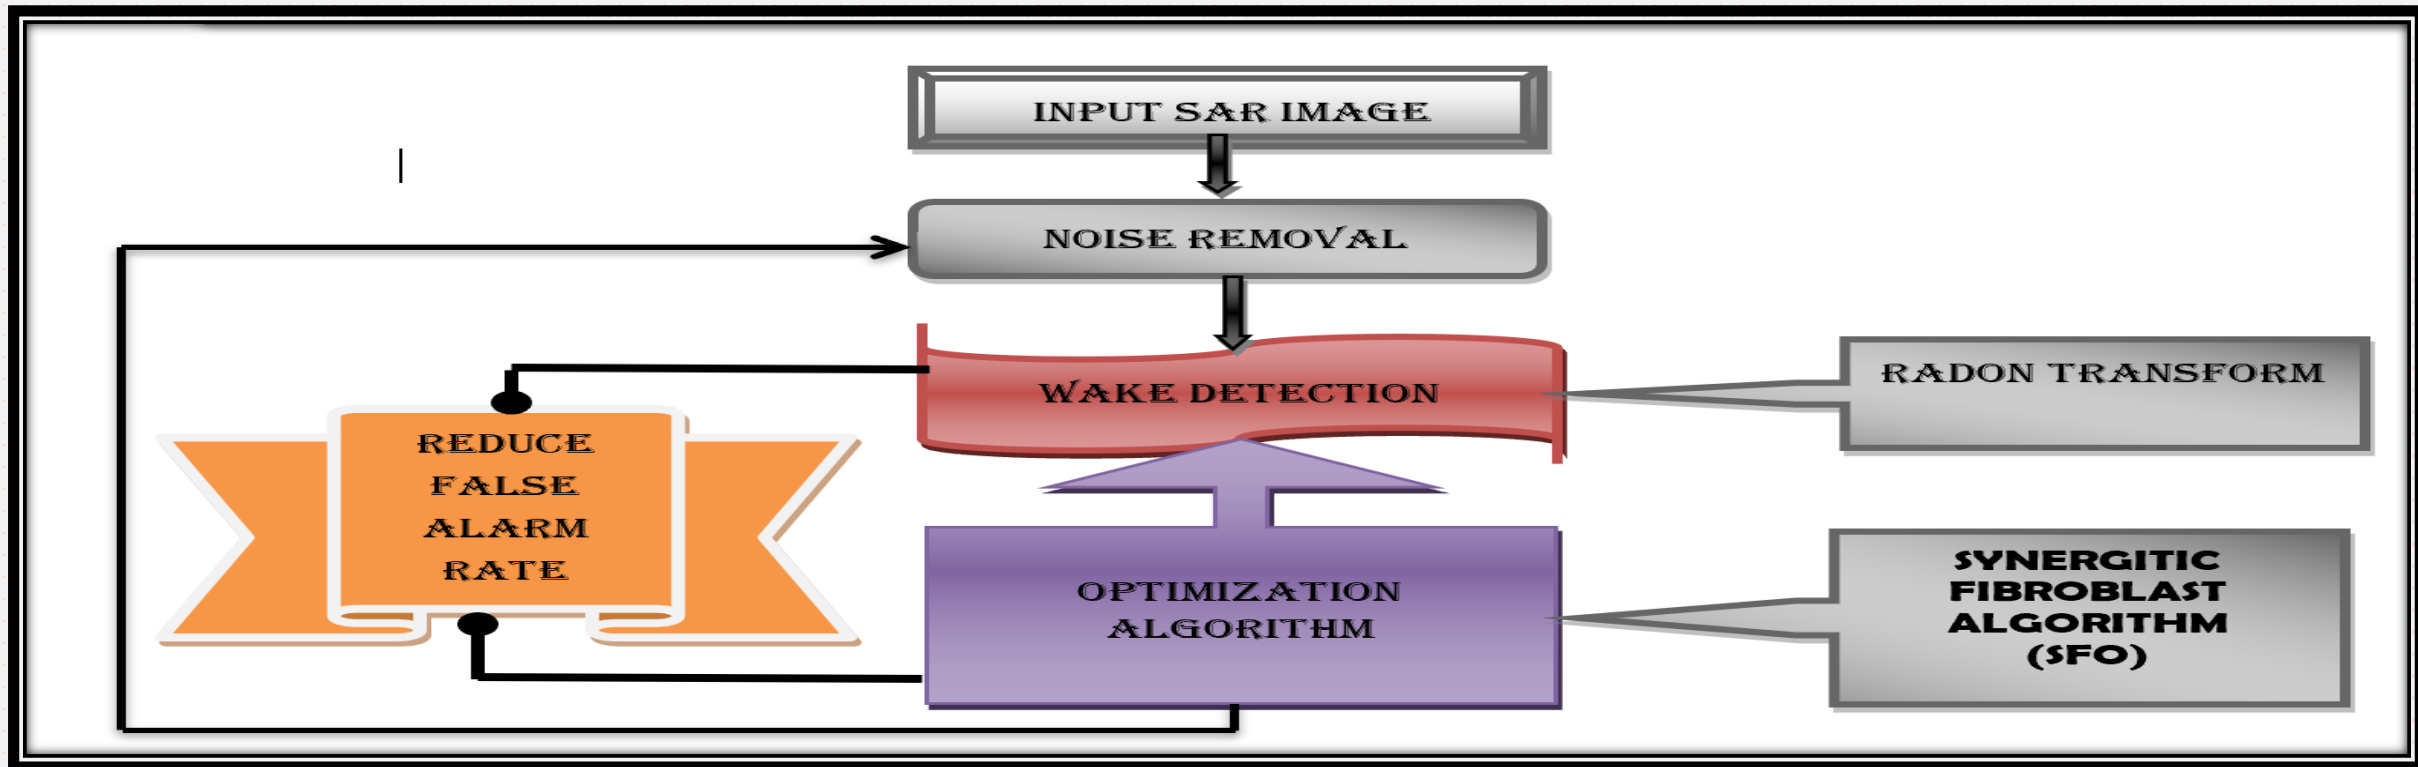 INPUT SAR IMAGE
NOISE REMOVAL
WAKE DETECTION
RADON TRANSFORM
REDUCE
FALSE
ALARM
RATE
OPTIMIZATION
ALGORITHM
SYNERGITIC
FIBROBLAST
ALGORITHM
(SFO)